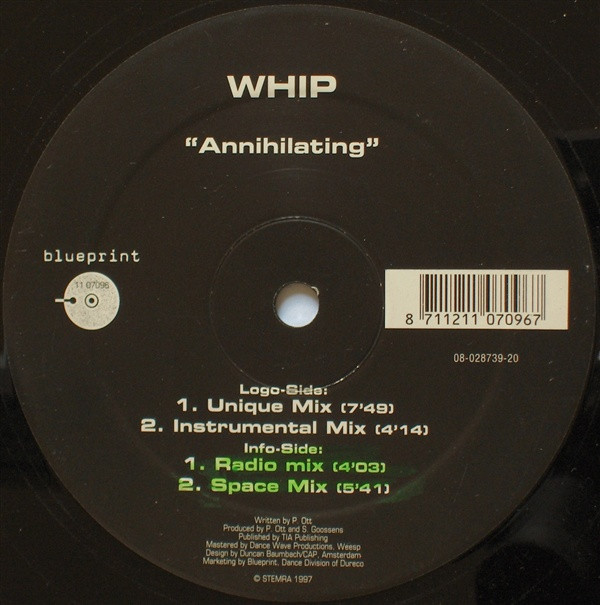 WHIP
“Annihilating”
blueprint
11 07096
8 711211 070967
08-028739-20
Logo-Side:
1. Unique Mix (7'49)
2. Instrumental Mix (4'14)
Info-Side:
1. Radio mix (4'03)
2. Space Mix (5'41)
Written by P. Ott
Produced by P. Ott and S. Goossens
Published by TIA Publishing
Mastered by Dance Wave Productions, Weesp
Design by Duncan Baumbach/CAP, Amsterdam
Marketing by Blueprint, Dance Division of Dureco
© STEMRA 1997